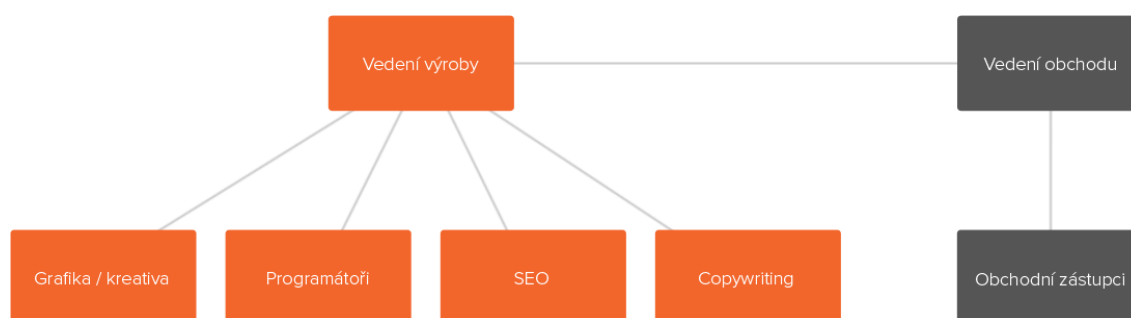 Vedení výroby
Vedení obchodu
Grafika / kreativa
Programátoři
SEO
Copywriting
Obchodní zástupci